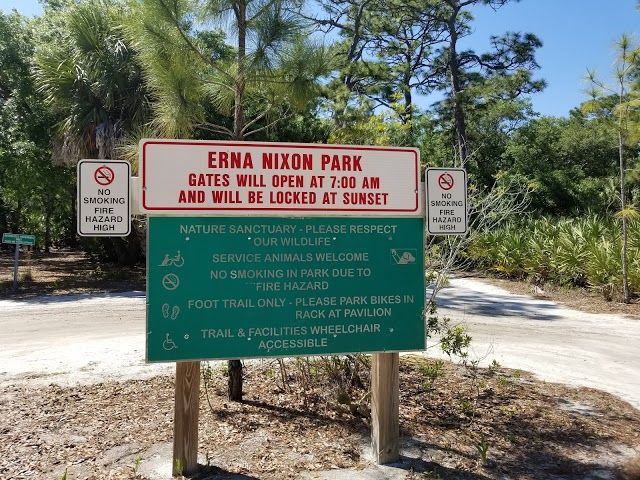 ERNA NIXON PARK
GATES WILL OPEN AT 7:00 AM
AND WILL BE LOCKED AT SUNSET
NO
SMOKING
FIRE
HAZARD
HIGH
NO
SMOKING
FIRE
HAZARD
HIGH
NATURE SANCTUARY - PLEASE RESPECT
OUR WILDLIFE
SERVICE ANIMALS WELCOME
NO SMOKING IN PARK DUE TO
FIRE HAZARD
FOOT TRAIL ONLY - PLEASE PARK BIKES IN
RACK AT PAVILION
TRAIL & FACILITIES WHEELCHAIR
ACCESSIBLE